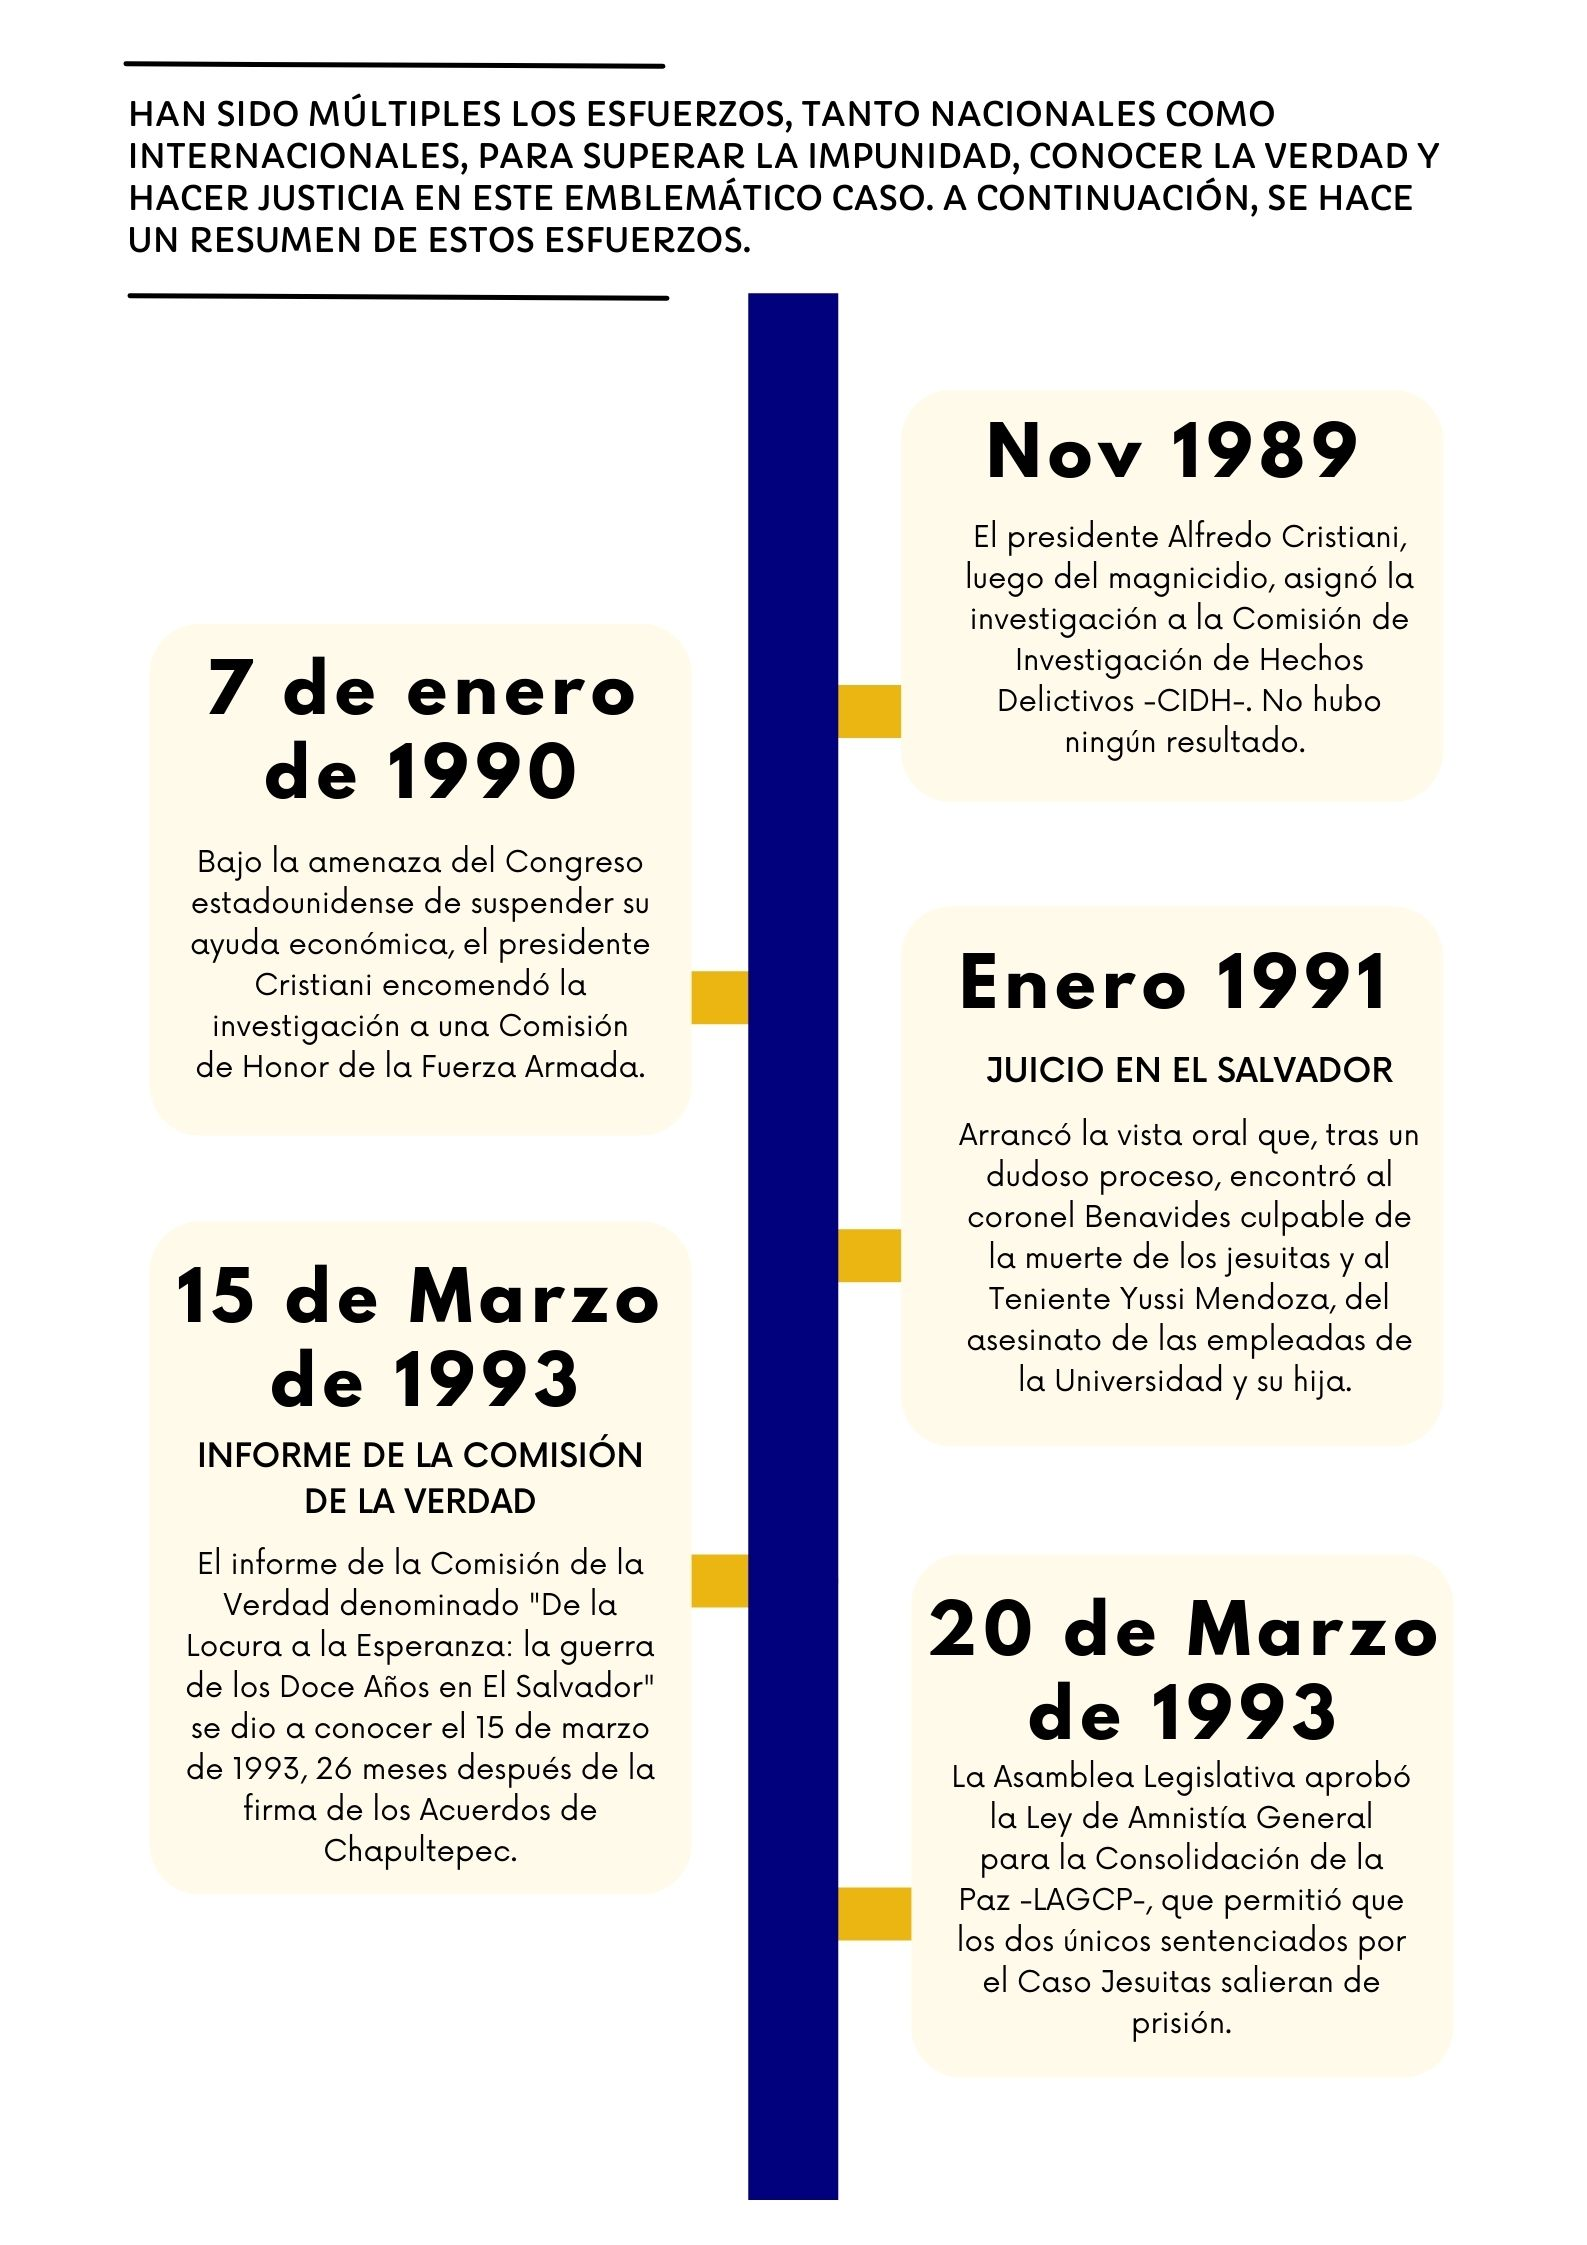 HAN SIDO MÚLTIPLES LOS ESFUERZOS, TANTO NACIONALES COMO
INTERNACIONALES, PARA SUPERAR LA IMPUNIDAD, CONOCER LA VERDAD Y
HACER JUSTICIA EN ESTE EMBLEMÁTICO CASO. A CONTINUACIÓN, SE HACE
UN RESUMEN DE ESTOS ESFUERZOS.
Nov 1989
El presidente Alfredo Cristiani,
luego del magnicidio, asignó la
investigación a la Comisión de
Investigación de Hechos
Delictivos -CIDH-. No hubo
ningún resultado.
7 de enero
de 1990
Bajo la amenaza del Congreso
estadounidense de suspender su
ayuda económica, el presidente
Cristiani encomendó la
investigación a una Comisión
de Honor de la Fuerza Armada.
Enero 1991
JUICIO EN EL SALVADOR
Arrancó la vista oral que, tras un
dudoso proceso, encontró al
coronel Benavides culpable de
la muerte de los jesuitas y al
Teniente Yussi Mendoza, del
asesinato de las empleadas de
la Universidad y su hija.
15 de Marzo
de 1993
INFORME DE LA COMISIÓN
DE LA VERDAD
El informe de la Comisión de la
Verdad denominado "De la
Locura a la Esperanza: la guerra
de los Doce Años en El Salvador"
se dio a conocer el 15 de marzo
de 1993, 26 meses después de la
firma de los Acuerdos de
Chapultepec.
20 de Marzo
de 1993
La Asamblea Legislativa aprobó
la Ley de Amnistía General
para la Consolidación de la
Paz -LAGCP-, que permitió que
los dos únicos sentenciados por
el Caso Jesuitas salieran de
prisión.